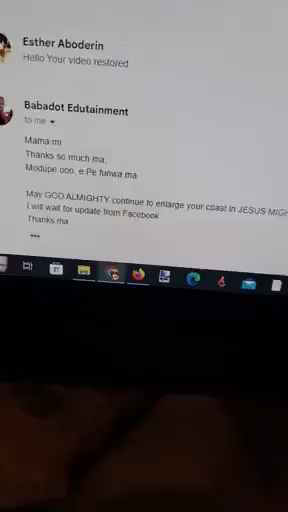 Esther Aboderin
Hello Your video restored
Babadot Edutainment
to me
Mama mi
Thanks so much ma,
Modupe ooo, e Pe funwa ma.
May GOD ALMIGHTY continue to enlarge your coast in JESUS MIGH
I will wait for update from Facebook
Thanks ma